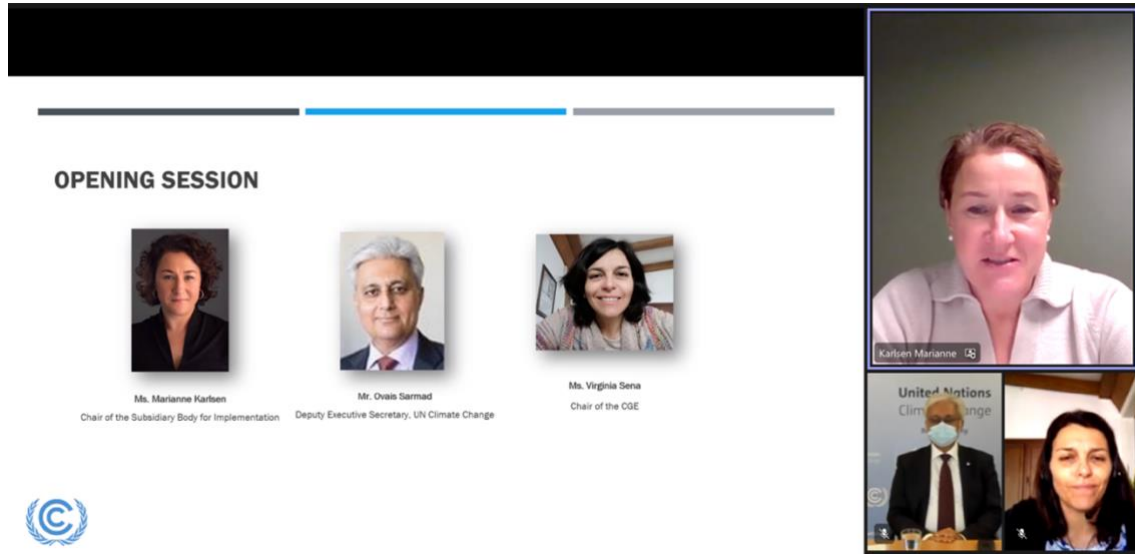 OPENING SESSION
Ms. Marianne Karlsen
Chair of the Subsidiary Body for Implementation
Mr. Ovais Sarmad
Deputy Executive Secretary, UN Climate Change
Ms. Virginia Sena
Chair of the CGE
Karlsen Marianne
United Nations